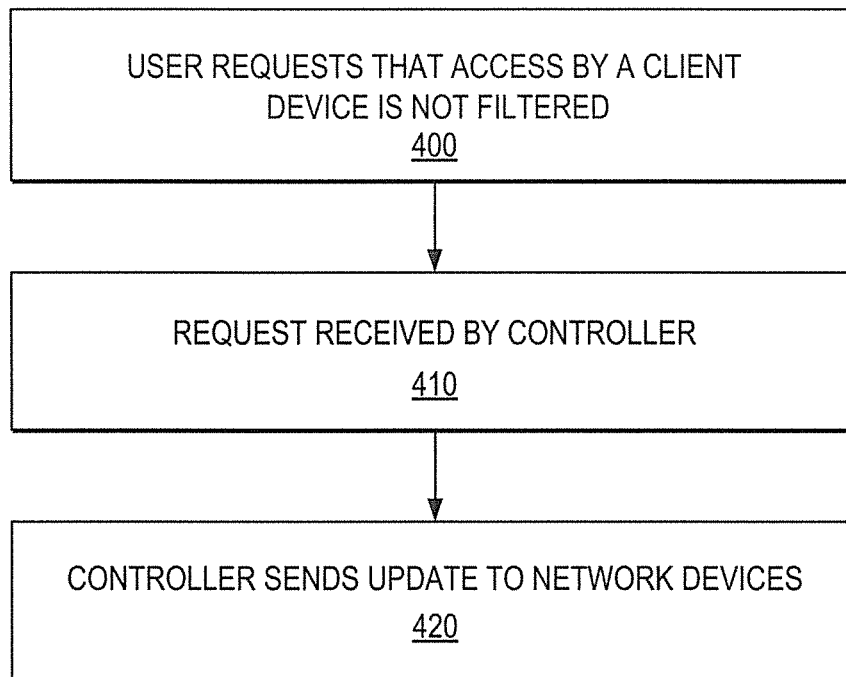 USER REQUESTS THAT ACCESS BY A CLIENT
DEVICE IS NOT FILTERED
400
REQUEST RECEIVED BY CONTROLLER
410
CONTROLLER SENDS UPDATE TO NETWORK DEVICES
420